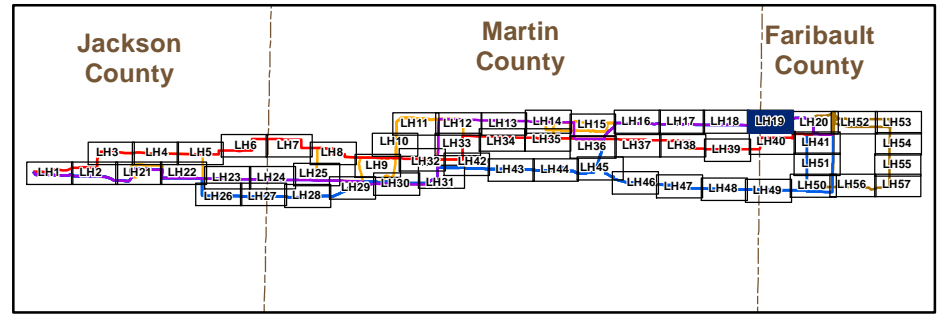 Jackson
County
Martin
County
Faribault
County
LH11 LH12 LH13 LH14 LH15 LH16 LH17 LH18 LH19 LH20 LH52 LH53
LH3 LH4 LH5 LH6 LH7 LH8 LH10 LH33 LH34 LH35 LH36 LH37 LH38 LH39 LH40 LH41 LH54
LH1 LH2 LH21 LH22 LH23 LH24 LH25 LH9 LH32 LH42 LH43 LH44 LH45 LH51 LH55
LH26 LH27 LH28 LH29 LH30 LH31 LH46 LH47 LH48 LH49 LH50 LH56 LH57